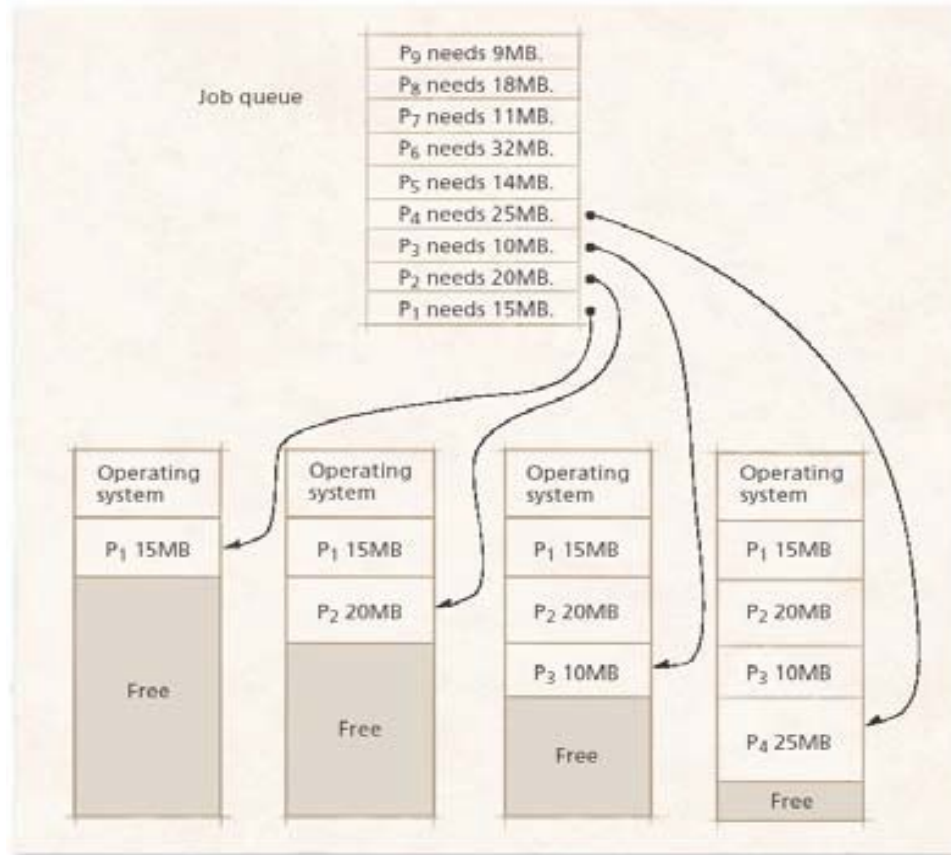 Job queue
P₉ needs 9MB.
P₈ needs 18MB.
P₇ needs 11MB.
P₆ needs 32MB.
P₅ needs 14MB.
P₄ needs 25MB.
P₃ needs 10MB.
P₂ needs 20MB.
P₁ needs 15MB.
Operating
system
P₁ 15MB
Free
Operating
system
P₁ 15MB
P₂ 20MB
Free
Operating
system
P₁ 15MB
P₂ 20MB
P₃ 10MB
Free
Operating
system
P₁ 15MB
P₂ 20MB
P₃ 10MB
P₄ 25MB
Free